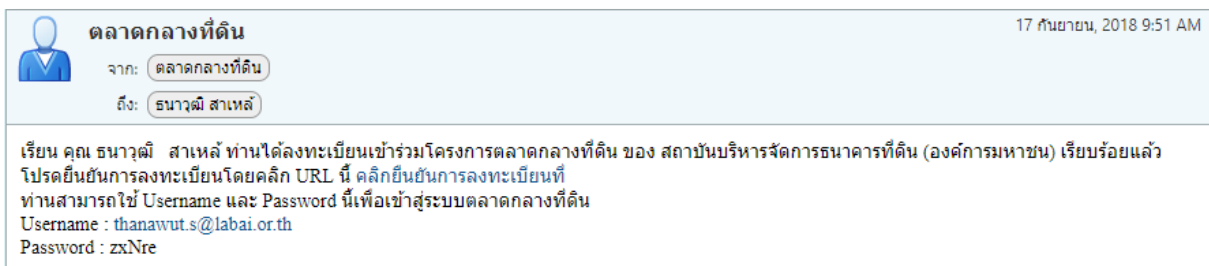 ตลาดกลางที่ดิน
17 กันยายน, 2018 9:51 AM
จาก: ตลาดกลางที่ดิน
ถึง: ธนาวุฒิ สาเหล้
เรียน คุณ ธนาวุฒิ สาเหล้ ท่านได้ลงทะเบียนเข้าร่วมโครงการตลาดกลางที่ดิน ของ สถาบันบริหารจัดการธนาคารที่ดิน (องค์การมหาชน) เรียบร้อยแล้ว
โปรดยืนยันการลงทะเบียนโดยคลิก URL นี้ คลิกยืนยันการลงทะเบียนที่
ท่านสามารถใช้ Username และ Password นี้เพื่อเข้าสู่ระบบตลาดกลางที่ดิน
Username : thanawut.s@labai.or.th
Password : zxNre